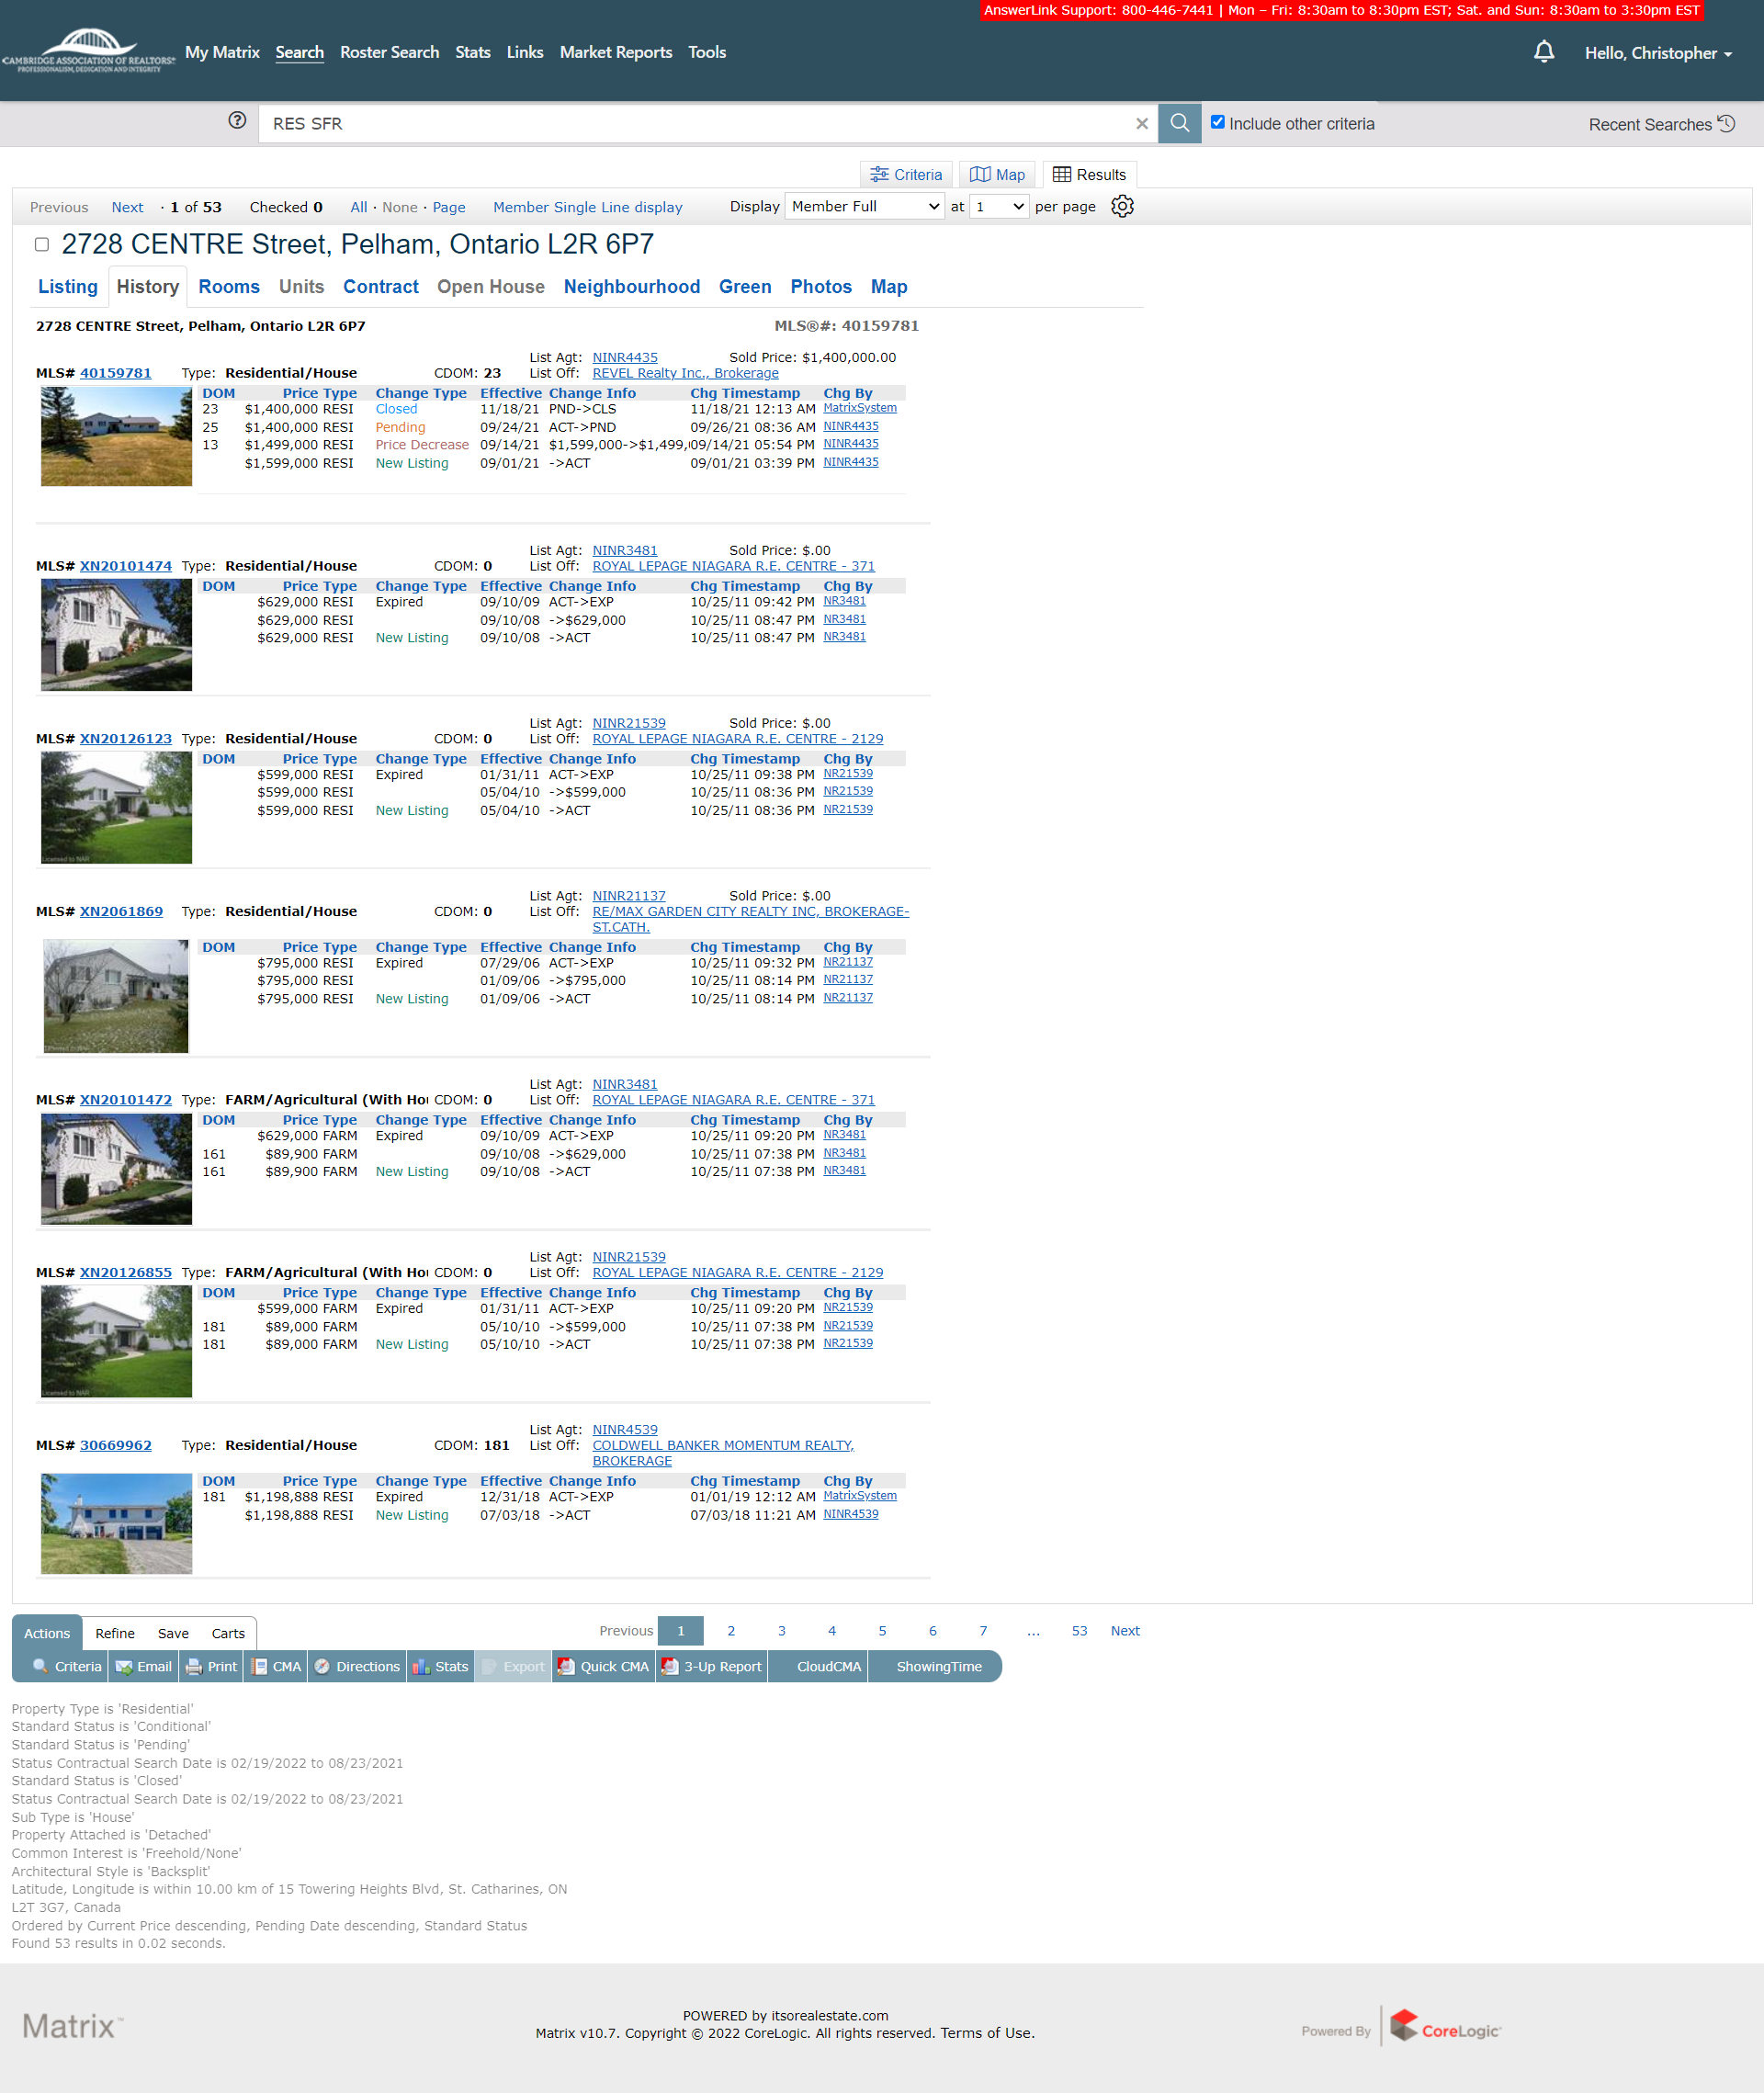 AnswerLink Support: 800-446-7441 | Mon – Fri: 8:30am to 8:30pm EST; Sat. and Sun: 8:30am to 3:30pm EST
CAMBRIDGE ASSOCIATION OF REALTORS®
PROFESSIONALISM, DEDICATION AND INTEGRITY
My Matrix Search Roster Search Stats Links Market Reports Tools
Hello, Christopher
RES SFR
Include other criteria
Recent Searches
Criteria Map Results
Previous Next · 1 of 53 Checked 0 All · None · Page Member Single Line display Display Member Full at 1 per page
2728 CENTRE Street, Pelham, Ontario L2R 6P7
Listing History Rooms Units Contract Open House Neighbourhood Green Photos Map
2728 CENTRE Street, Pelham, Ontario L2R 6P7 MLS®#: 40159781
List Agt: NINR4435 Sold Price: $1,400,000.00
MLS# 40159781 Type: Residential/House CDOM: 23 List Off: REVEL Realty Inc., Brokerage
DOM Price Type Change Type Effective Change Info Chg Timestamp Chg By
23 $1,400,000 RESI Closed 11/18/21 PND->CLS 11/18/21 12:13 AM MatrixSystem
25 $1,400,000 RESI Pending 09/24/21 ACT->PND 09/26/21 08:36 AM NINR4435
13 $1,499,000 RESI Price Decrease 09/14/21 $1,599,000->$1,499,( 09/14/21 05:54 PM NINR4435
$1,599,000 RESI New Listing 09/01/21 ->ACT 09/01/21 03:39 PM NINR4435
List Agt: NINR3481 Sold Price: $.00
MLS# XN20101474 Type: Residential/House CDOM: 0 List Off: ROYAL LEPAGE NIAGARA R.E. CENTRE - 371
DOM Price Type Change Type Effective Change Info Chg Timestamp Chg By
$629,000 RESI Expired 09/10/09 ACT->EXP 10/25/11 09:42 PM NR3481
$629,000 RESI 09/10/08 ->$629,000 10/25/11 08:47 PM NR3481
$629,000 RESI New Listing 09/10/08 ->ACT 10/25/11 08:47 PM NR3481
List Agt: NINR21539 Sold Price: $.00
MLS# XN20126123 Type: Residential/House CDOM: 0 List Off: ROYAL LEPAGE NIAGARA R.E. CENTRE - 2129
DOM Price Type Change Type Effective Change Info Chg Timestamp Chg By
$599,000 RESI Expired 01/31/11 ACT->EXP 10/25/11 09:38 PM NR21539
$599,000 RESI 05/04/10 ->$599,000 10/25/11 08:36 PM NR21539
$599,000 RESI New Listing 05/04/10 ->ACT 10/25/11 08:36 PM NR21539
Licensed to NAR
List Agt: NINR21137 Sold Price: $.00
MLS# XN2061869 Type: Residential/House CDOM: 0 List Off: RE/MAX GARDEN CITY REALTY INC, BROKERAGE-
ST.CATH.
DOM Price Type Change Type Effective Change Info Chg Timestamp Chg By
$795,000 RESI Expired 07/29/06 ACT->EXP 10/25/11 09:32 PM NR21137
$795,000 RESI 01/09/06 ->$795,000 10/25/11 08:14 PM NR21137
$795,000 RESI New Listing 01/09/06 ->ACT 10/25/11 08:14 PM NR21137
List Agt: NINR3481
MLS# XN20101472 Type: FARM/Agricultural (With Hou CDOM: 0 List Off: ROYAL LEPAGE NIAGARA R.E. CENTRE - 371
DOM Price Type Change Type Effective Change Info Chg Timestamp Chg By
$629,000 FARM Expired 09/10/09 ACT->EXP 10/25/11 09:20 PM NR3481
161 $89,900 FARM 09/10/08 ->$629,000 10/25/11 07:38 PM NR3481
161 $89,900 FARM New Listing 09/10/08 ->ACT 10/25/11 07:38 PM NR3481
List Agt: NINR21539
MLS# XN20126855 Type: FARM/Agricultural (With Hou CDOM: 0 List Off: ROYAL LEPAGE NIAGARA R.E. CENTRE - 2129
DOM Price Type Change Type Effective Change Info Chg Timestamp Chg By
$599,000 FARM Expired 01/31/11 ACT->EXP 10/25/11 09:20 PM NR21539
181 $89,000 FARM 05/10/10 ->$599,000 10/25/11 07:38 PM NR21539
181 $89,000 FARM New Listing 05/10/10 ->ACT 10/25/11 07:38 PM NR21539
Licensed to NAR
List Agt: NINR4539
MLS# 30669962 Type: Residential/House CDOM: 181 List Off: COLDWELL BANKER MOMENTUM REALTY,
BROKERAGE
DOM Price Type Change Type Effective Change Info Chg Timestamp Chg By
181 $1,198,888 RESI Expired 12/31/18 ACT->EXP 01/01/19 12:12 AM MatrixSystem
$1,198,888 RESI New Listing 07/03/18 ->ACT 07/03/18 11:21 AM NINR4539
Actions Refine Save Carts
Previous 1 2 3 4 5 6 7 ... 53 Next
Criteria Email Print CMA Directions Stats Export Quick CMA 3-Up Report CloudCMA ShowingTime
Property Type is 'Residential'
Standard Status is 'Conditional'
Standard Status is 'Pending'
Status Contractual Search Date is 02/19/2022 to 08/23/2021
Standard Status is 'Closed'
Status Contractual Search Date is 02/19/2022 to 08/23/2021
Sub Type is 'House'
Property Attached is 'Detached'
Common Interest is 'Freehold/None'
Architectural Style is 'Backsplit'
Latitude, Longitude is within 10.00 km of 15 Towering Heights Blvd, St. Catharines, ON
L2T 3G7, Canada
Ordered by Current Price descending, Pending Date descending, Standard Status
Found 53 results in 0.02 seconds.
Matrix™
POWERED by itsorealestate.com
Matrix v10.7. Copyright © 2022 CoreLogic. All rights reserved. Terms of Use.
Powered By CoreLogic